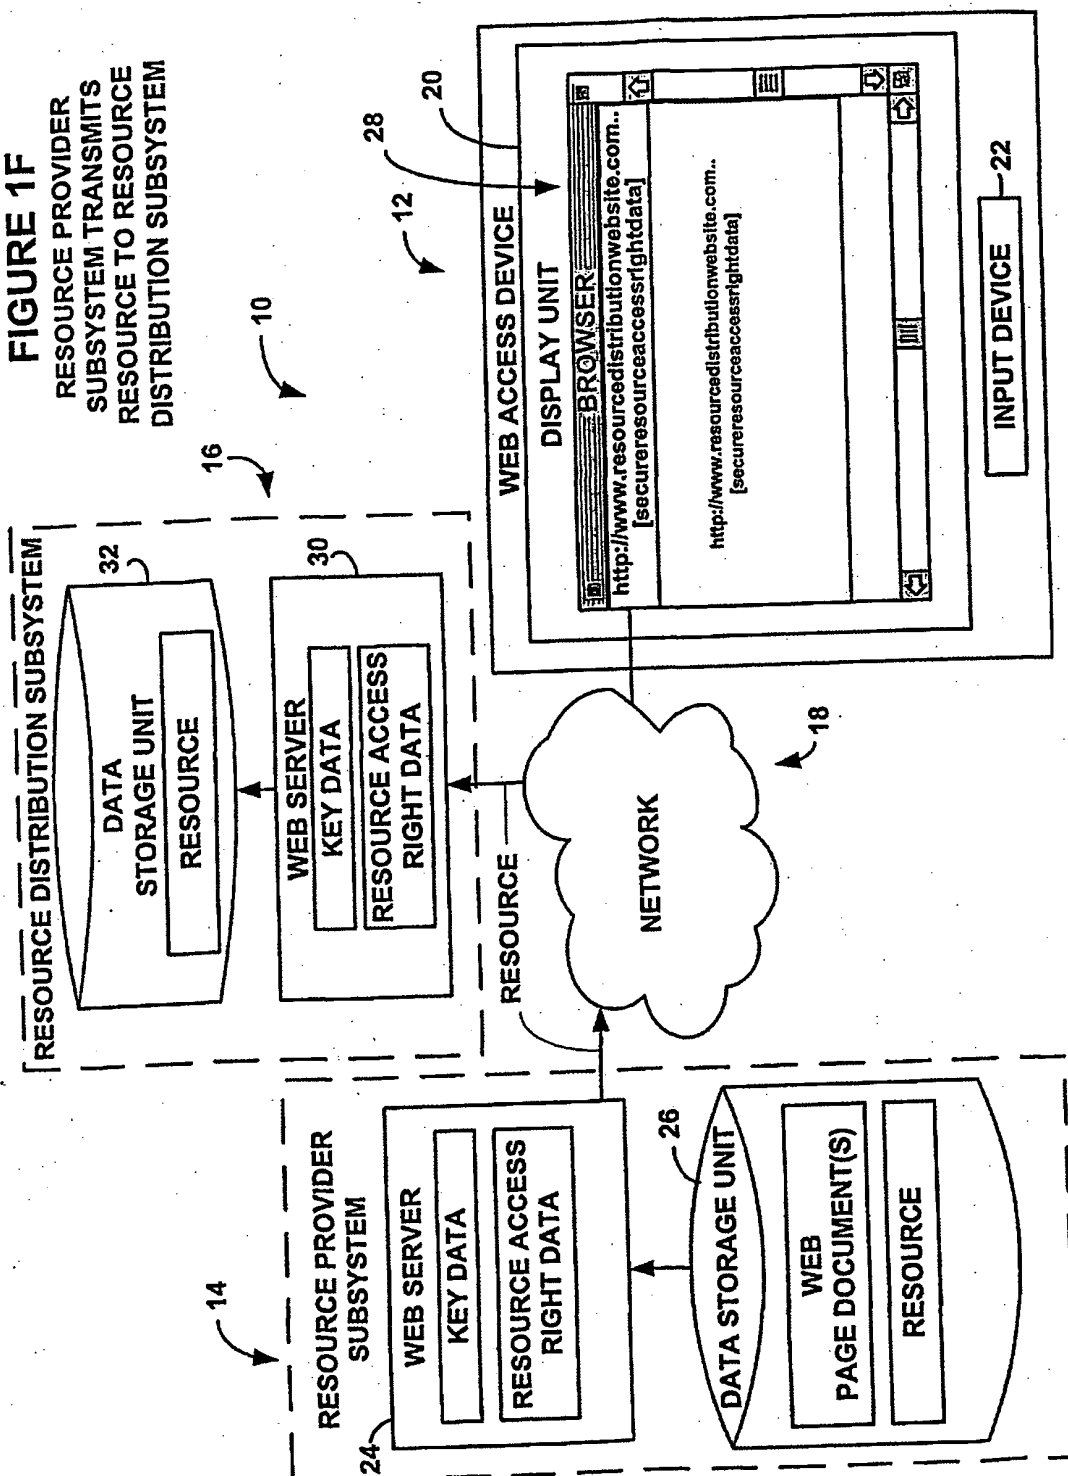 FIGURE 1F
RESOURCE PROVIDER
SUBSYSTEM TRANSMITS
RESOURCE TO RESOURCE
DISTRIBUTION SUBSYSTEM
10
14
RESOURCE PROVIDER
SUBSYSTEM
24
WEB SERVER
KEY DATA
RESOURCE ACCESS
RIGHT DATA
26
DATA STORAGE UNIT
WEB
PAGE DOCUMENT(S)
RESOURCE
16
RESOURCE DISTRIBUTION SUBSYSTEM
32
DATA
STORAGE UNIT
RESOURCE
30
WEB SERVER
KEY DATA
RESOURCE ACCESS
RIGHT DATA
RESOURCE
NETWORK
18
12
WEB ACCESS DEVICE
20
DISPLAY UNIT
28
BROWSER
http://www.resourcedistributionwebsite.com..
[secureresourceaccessrightdata]
http://www.resourcedistributionwebsite.com..
[secureresourceaccessrightdata]
INPUT DEVICE
22